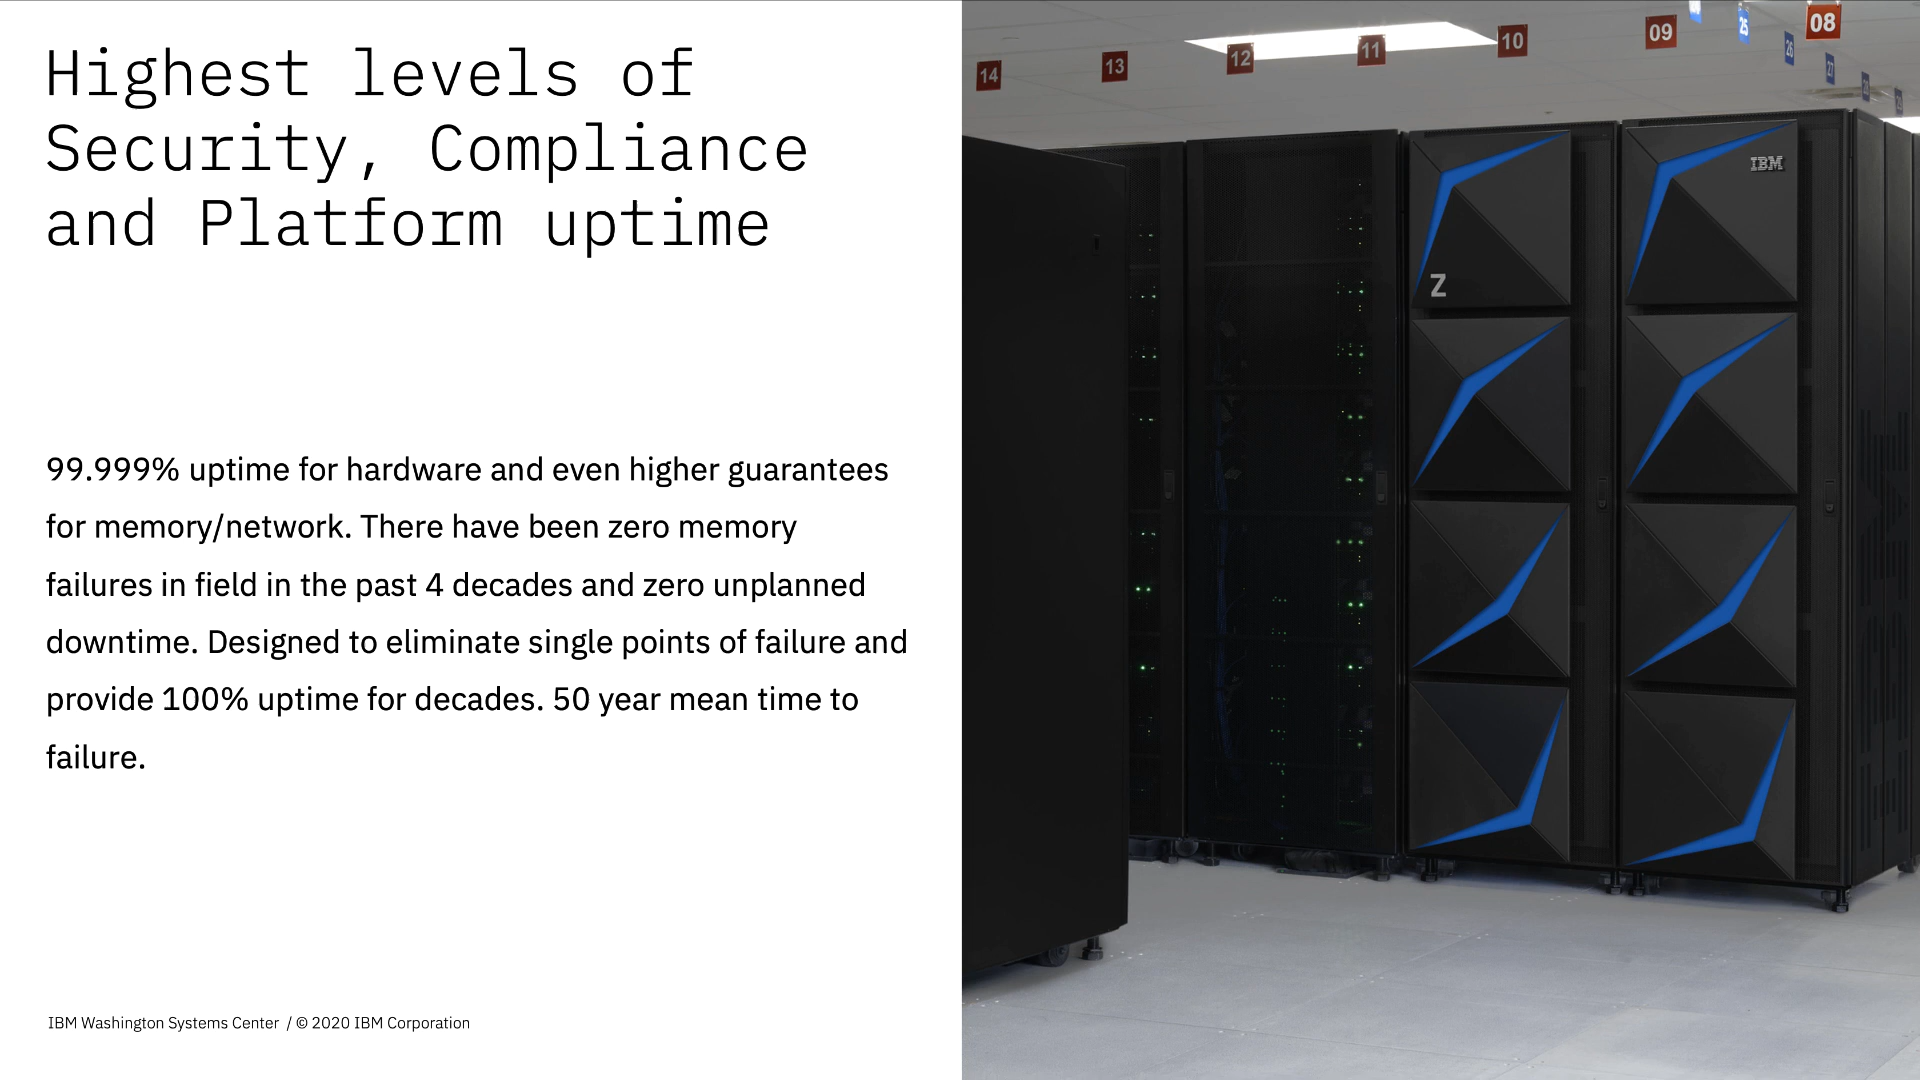 Highest levels of
Security, Compliance
and Platform uptime
99.999% uptime for hardware and even higher guarantees
for memory/network. There have been zero memory
failures in field in the past 4 decades and zero unplanned
downtime. Designed to eliminate single points of failure and
provide 100% uptime for decades. 50 year mean time to
failure.
IBM Washington Systems Center / © 2020 IBM Corporation
14
13
12
11
10
09
08
25
26
27
IBM
Z